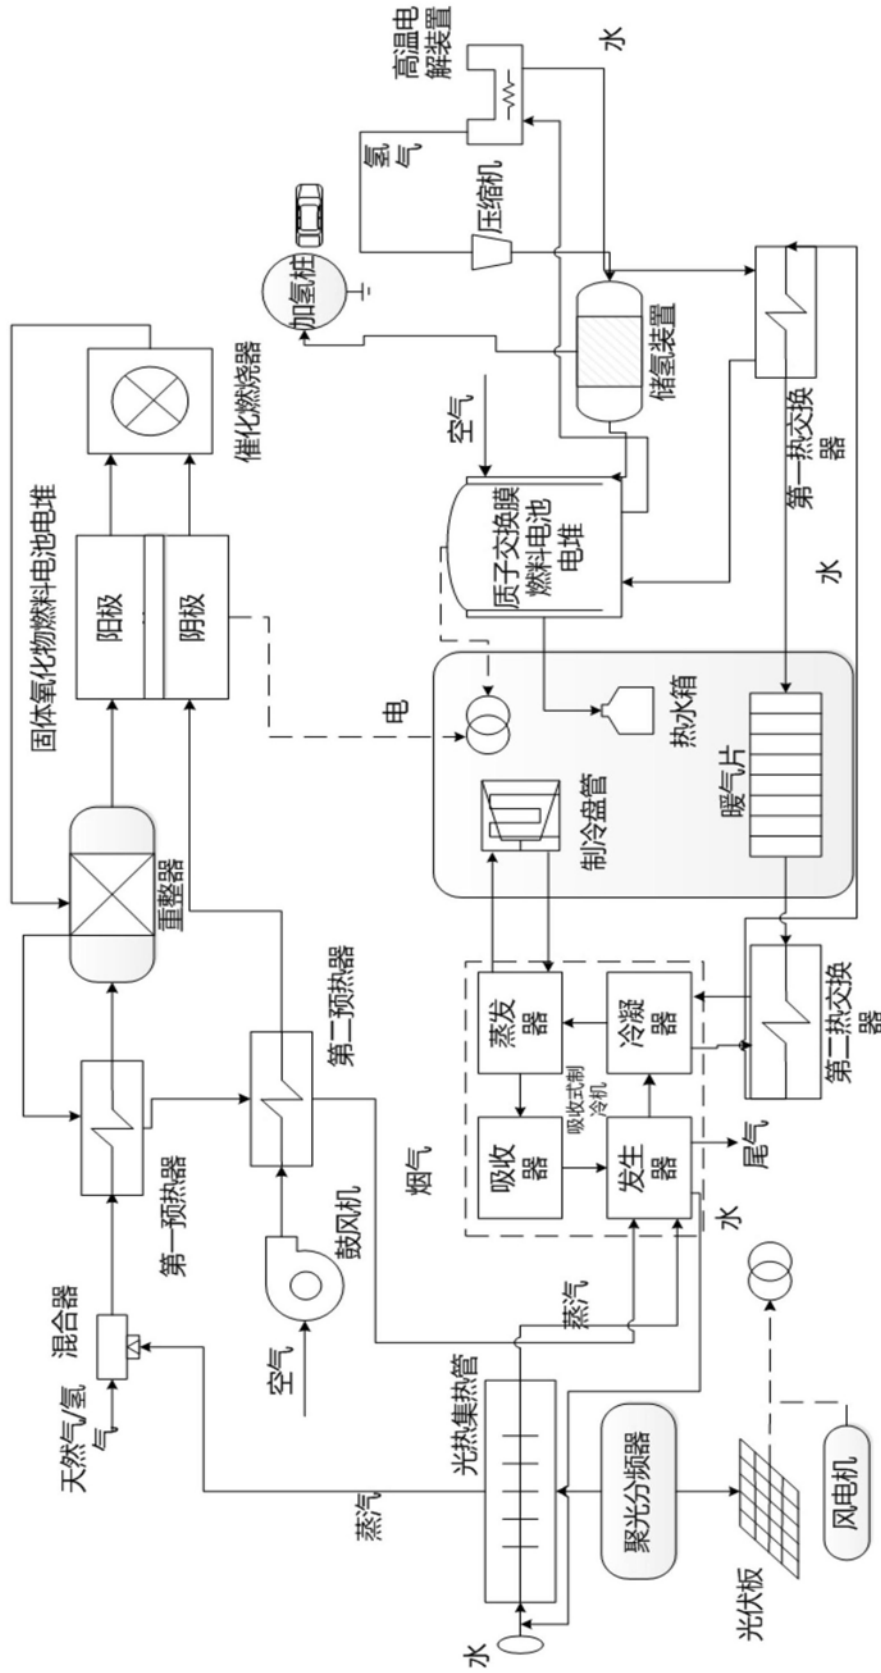 天然气/氢
气
混合器
第一预热器
重整器
固体氧化物燃料电池电堆
阳极
阴极
催化燃烧器
空气
鼓风机
第二预热器
加氢桩
高温电
解装置
氢
气
压缩机
水
蒸汽
烟气
电
空气
质子交换膜
燃料电池
电堆
储氢装置
吸收
器
蒸发
器
吸收式制
冷机
发生
器
冷凝
器
制冷盘管
热水箱
光热集热管
蒸汽
水
聚光分频器
水
尾气
第二热交换
器
暖气片
第一热交换
器
水
光伏板
风电机